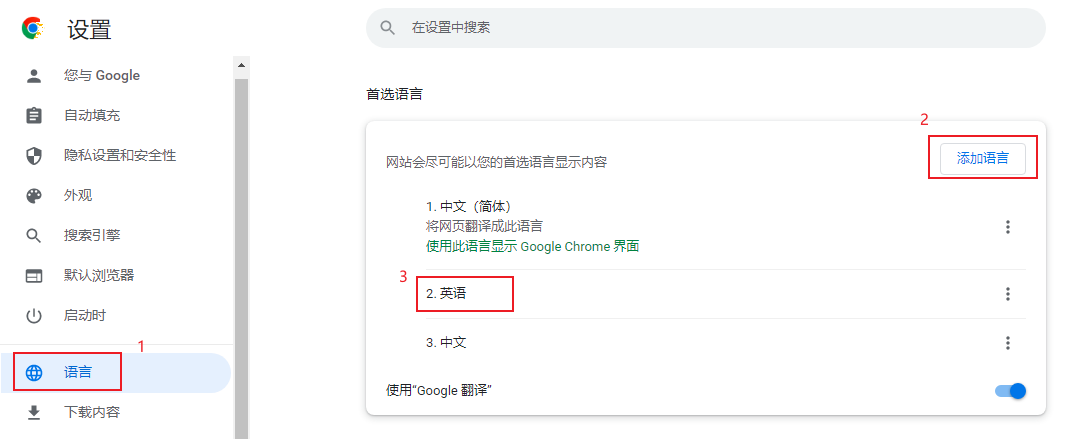 设置
在设置中搜索
您与 Google
自动填充
隐私设置和安全性
外观
搜索引擎
默认浏览器
启动时
1
语言
下载内容
首选语言
2
网站会尽可能以您的首选语言显示内容
添加语言
1. 中文（简体）
将网页翻译成此语言
使用此语言显示 Google Chrome 界面
3
2. 英语
3. 中文
使用“Google 翻译”